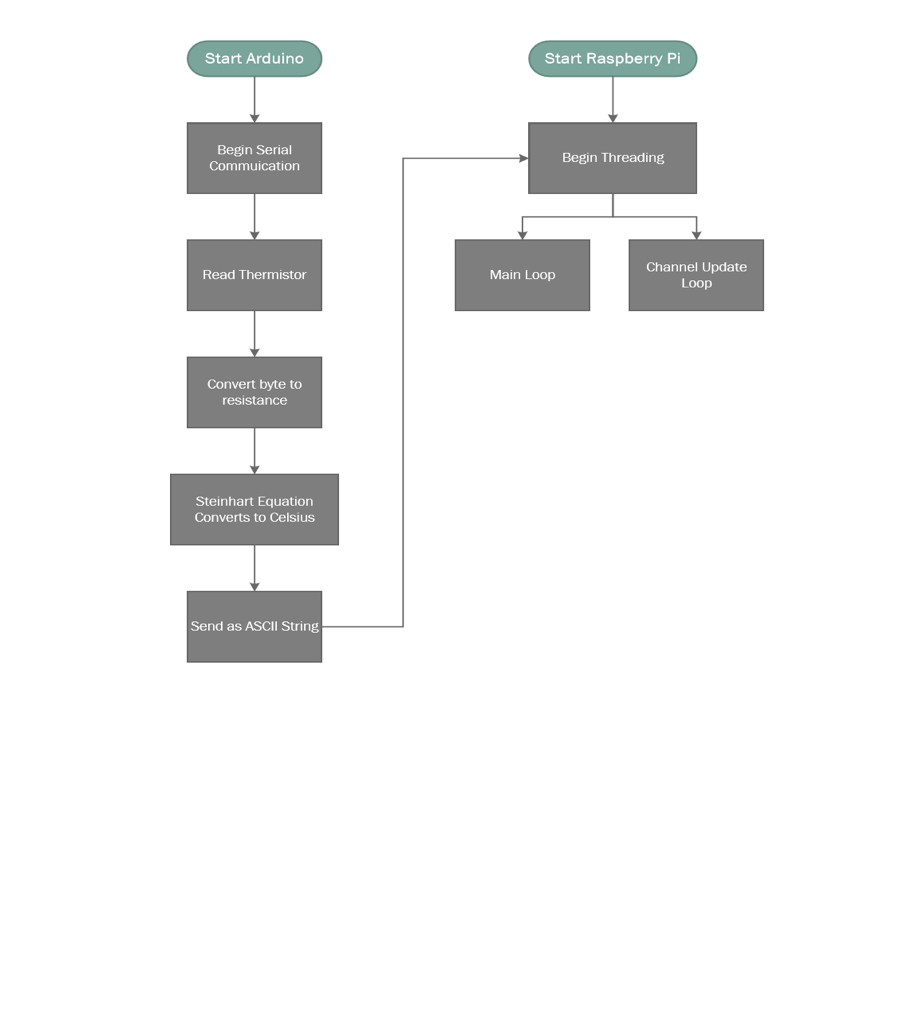 Start Arduino
Begin Serial
Commuication
Read Thermistor
Convert byte to
resistance
Steinhart Equation
Converts to Celsius
Send as ASCII String
Start Raspberry Pi
Begin Threading
Main Loop
Channel Update
Loop